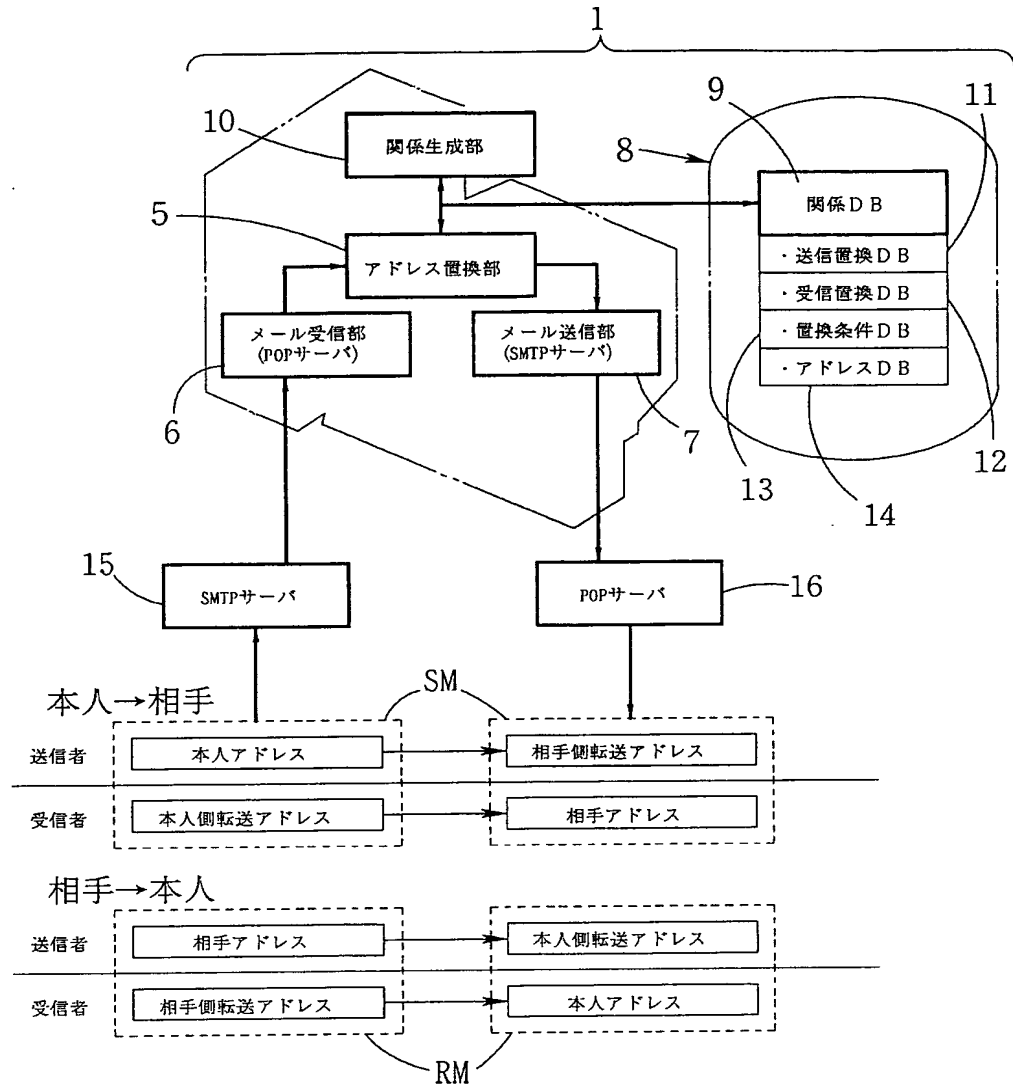 1
9
11
10
関係生成部
8
関係DB
5
・送信置換DB
アドレス置換部
・受信置換DB
メール受信部
(POPサーバ)
メール送信部
(SMTPサーバ)
・置換条件DB
・アドレスDB
6
7
13
14
12
15
SMTPサーバ
POPサーバ
16
本人→相手
SM
送信者
本人アドレス
相手側転送アドレス
受信者
本人側転送アドレス
相手アドレス
相手→本人
送信者
相手アドレス
本人側転送アドレス
受信者
相手側転送アドレス
本人アドレス
RM